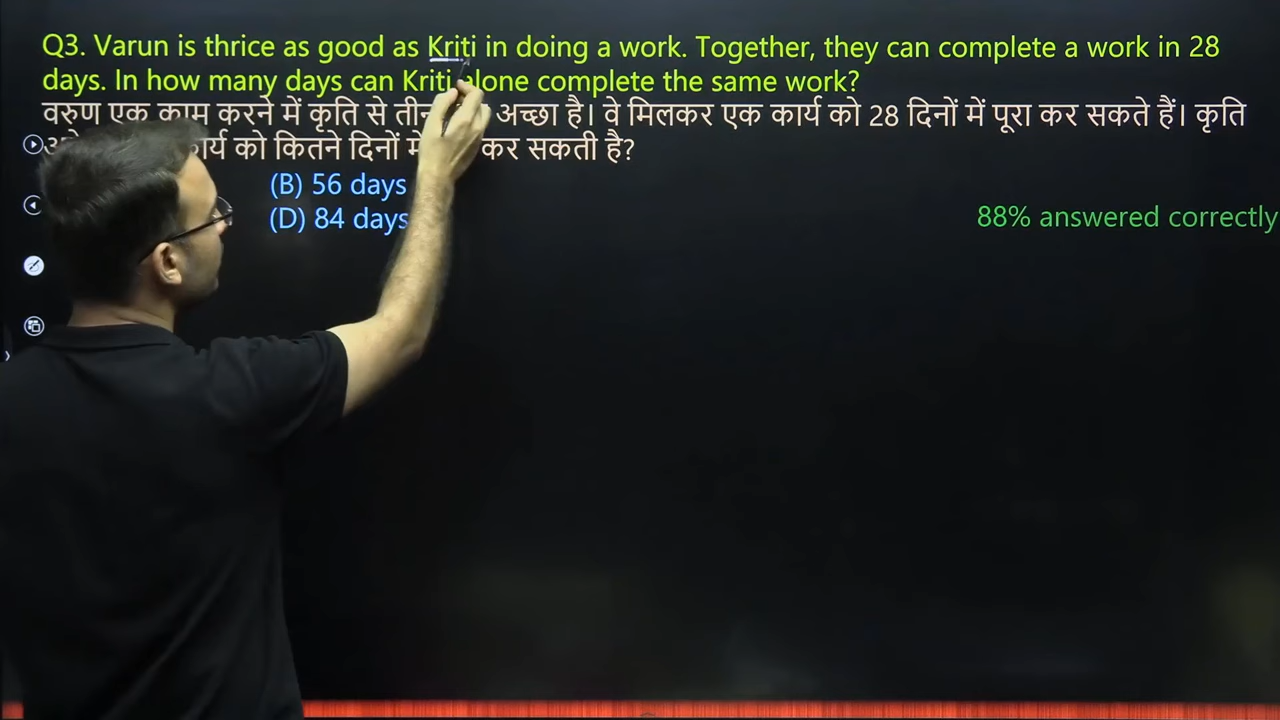 Q3. Varun is thrice as good as Kriti in doing a work. Together, they can complete a work in 28
days. In how many days can Kriti alone complete the same work?
वरुण एक काम करने में कृति से अच्छा है। वे मिलकर एक कार्य को 28 दिनों में पूरा कर सकते हैं। कृति
को कितने दिनों कर सकती है?
(B) 56 days
(D) 84 days
88% answered correctly